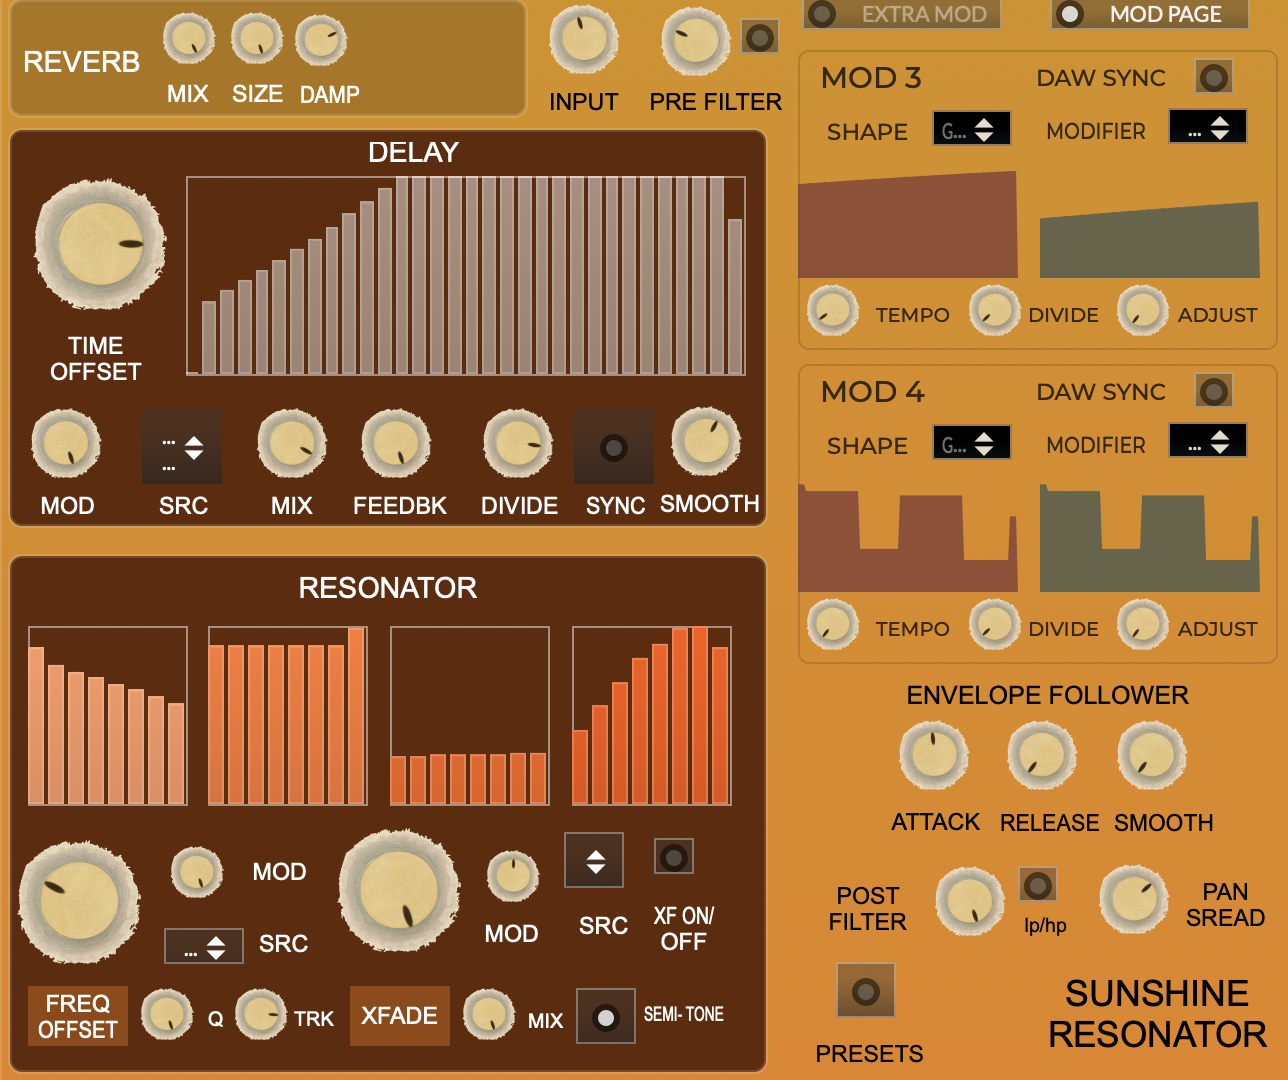 REVERB
MIX SIZE DAMP
INPUT PRE FILTER
EXTRA MOD MOD PAGE
DELAY
TIME
OFFSET
MOD
...
...
SRC
MIX FEEDBK DIVIDE SYNC SMOOTH
RESONATOR
MOD
... SRC
MOD
SRC
XF ON/
OFF
FREQ
OFFSET
Q TRK
XFADE
MIX SEMI- TONE
MOD 3 DAW SYNC
SHAPE G... MODIFIER ...
TEMPO DIVIDE ADJUST
MOD 4 DAW SYNC
SHAPE G... MODIFIER ...
TEMPO DIVIDE ADJUST
ENVELOPE FOLLOWER
ATTACK RELEASE SMOOTH
POST
FILTER
lp/hp
PAN
SREAD
PRESETS
SUNSHINE
RESONATOR